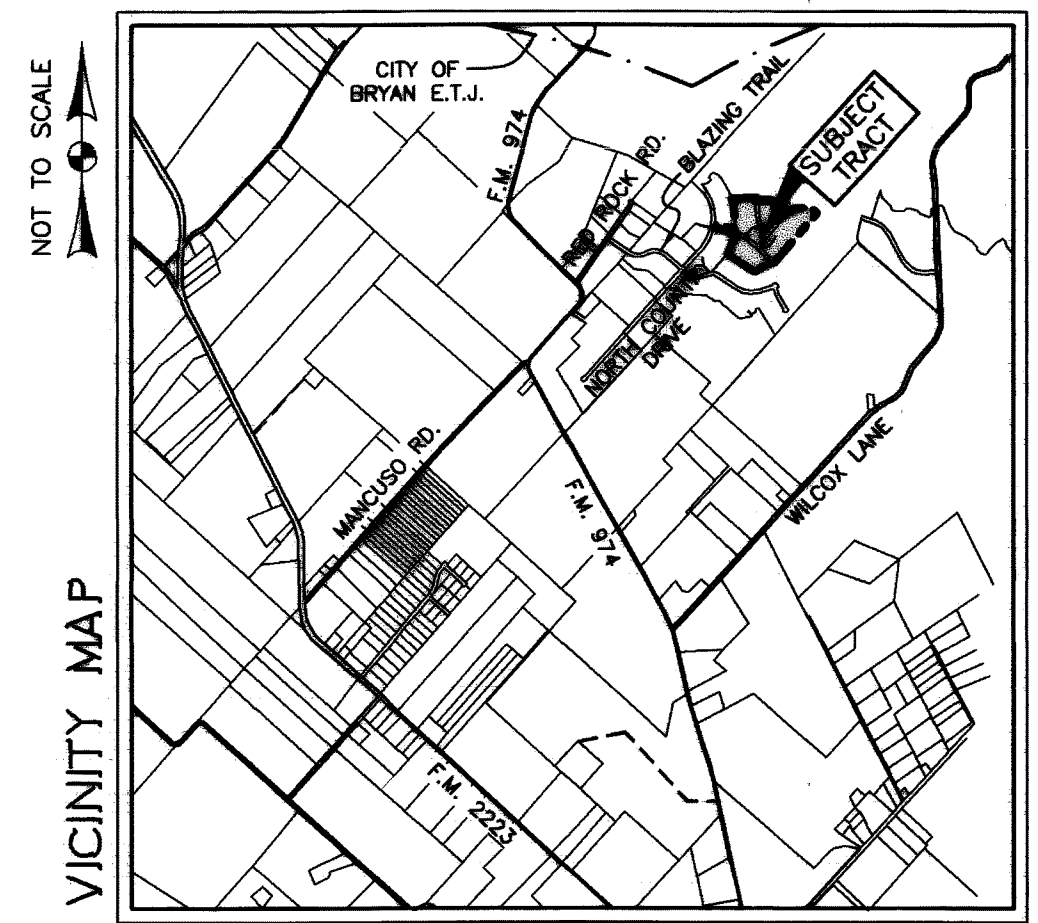 NOT TO SCALE
VICINITY MAP
CITY OF
BRYAN E.T.J.
F.M. 974
RED ROCK RD.
BLAZING TRAIL
SUBJECT
TRACT
NORTH COUNTRY
DRIVE
MANCUSO RD.
F.M. 974
WILCOX LANE
F.M. 2223